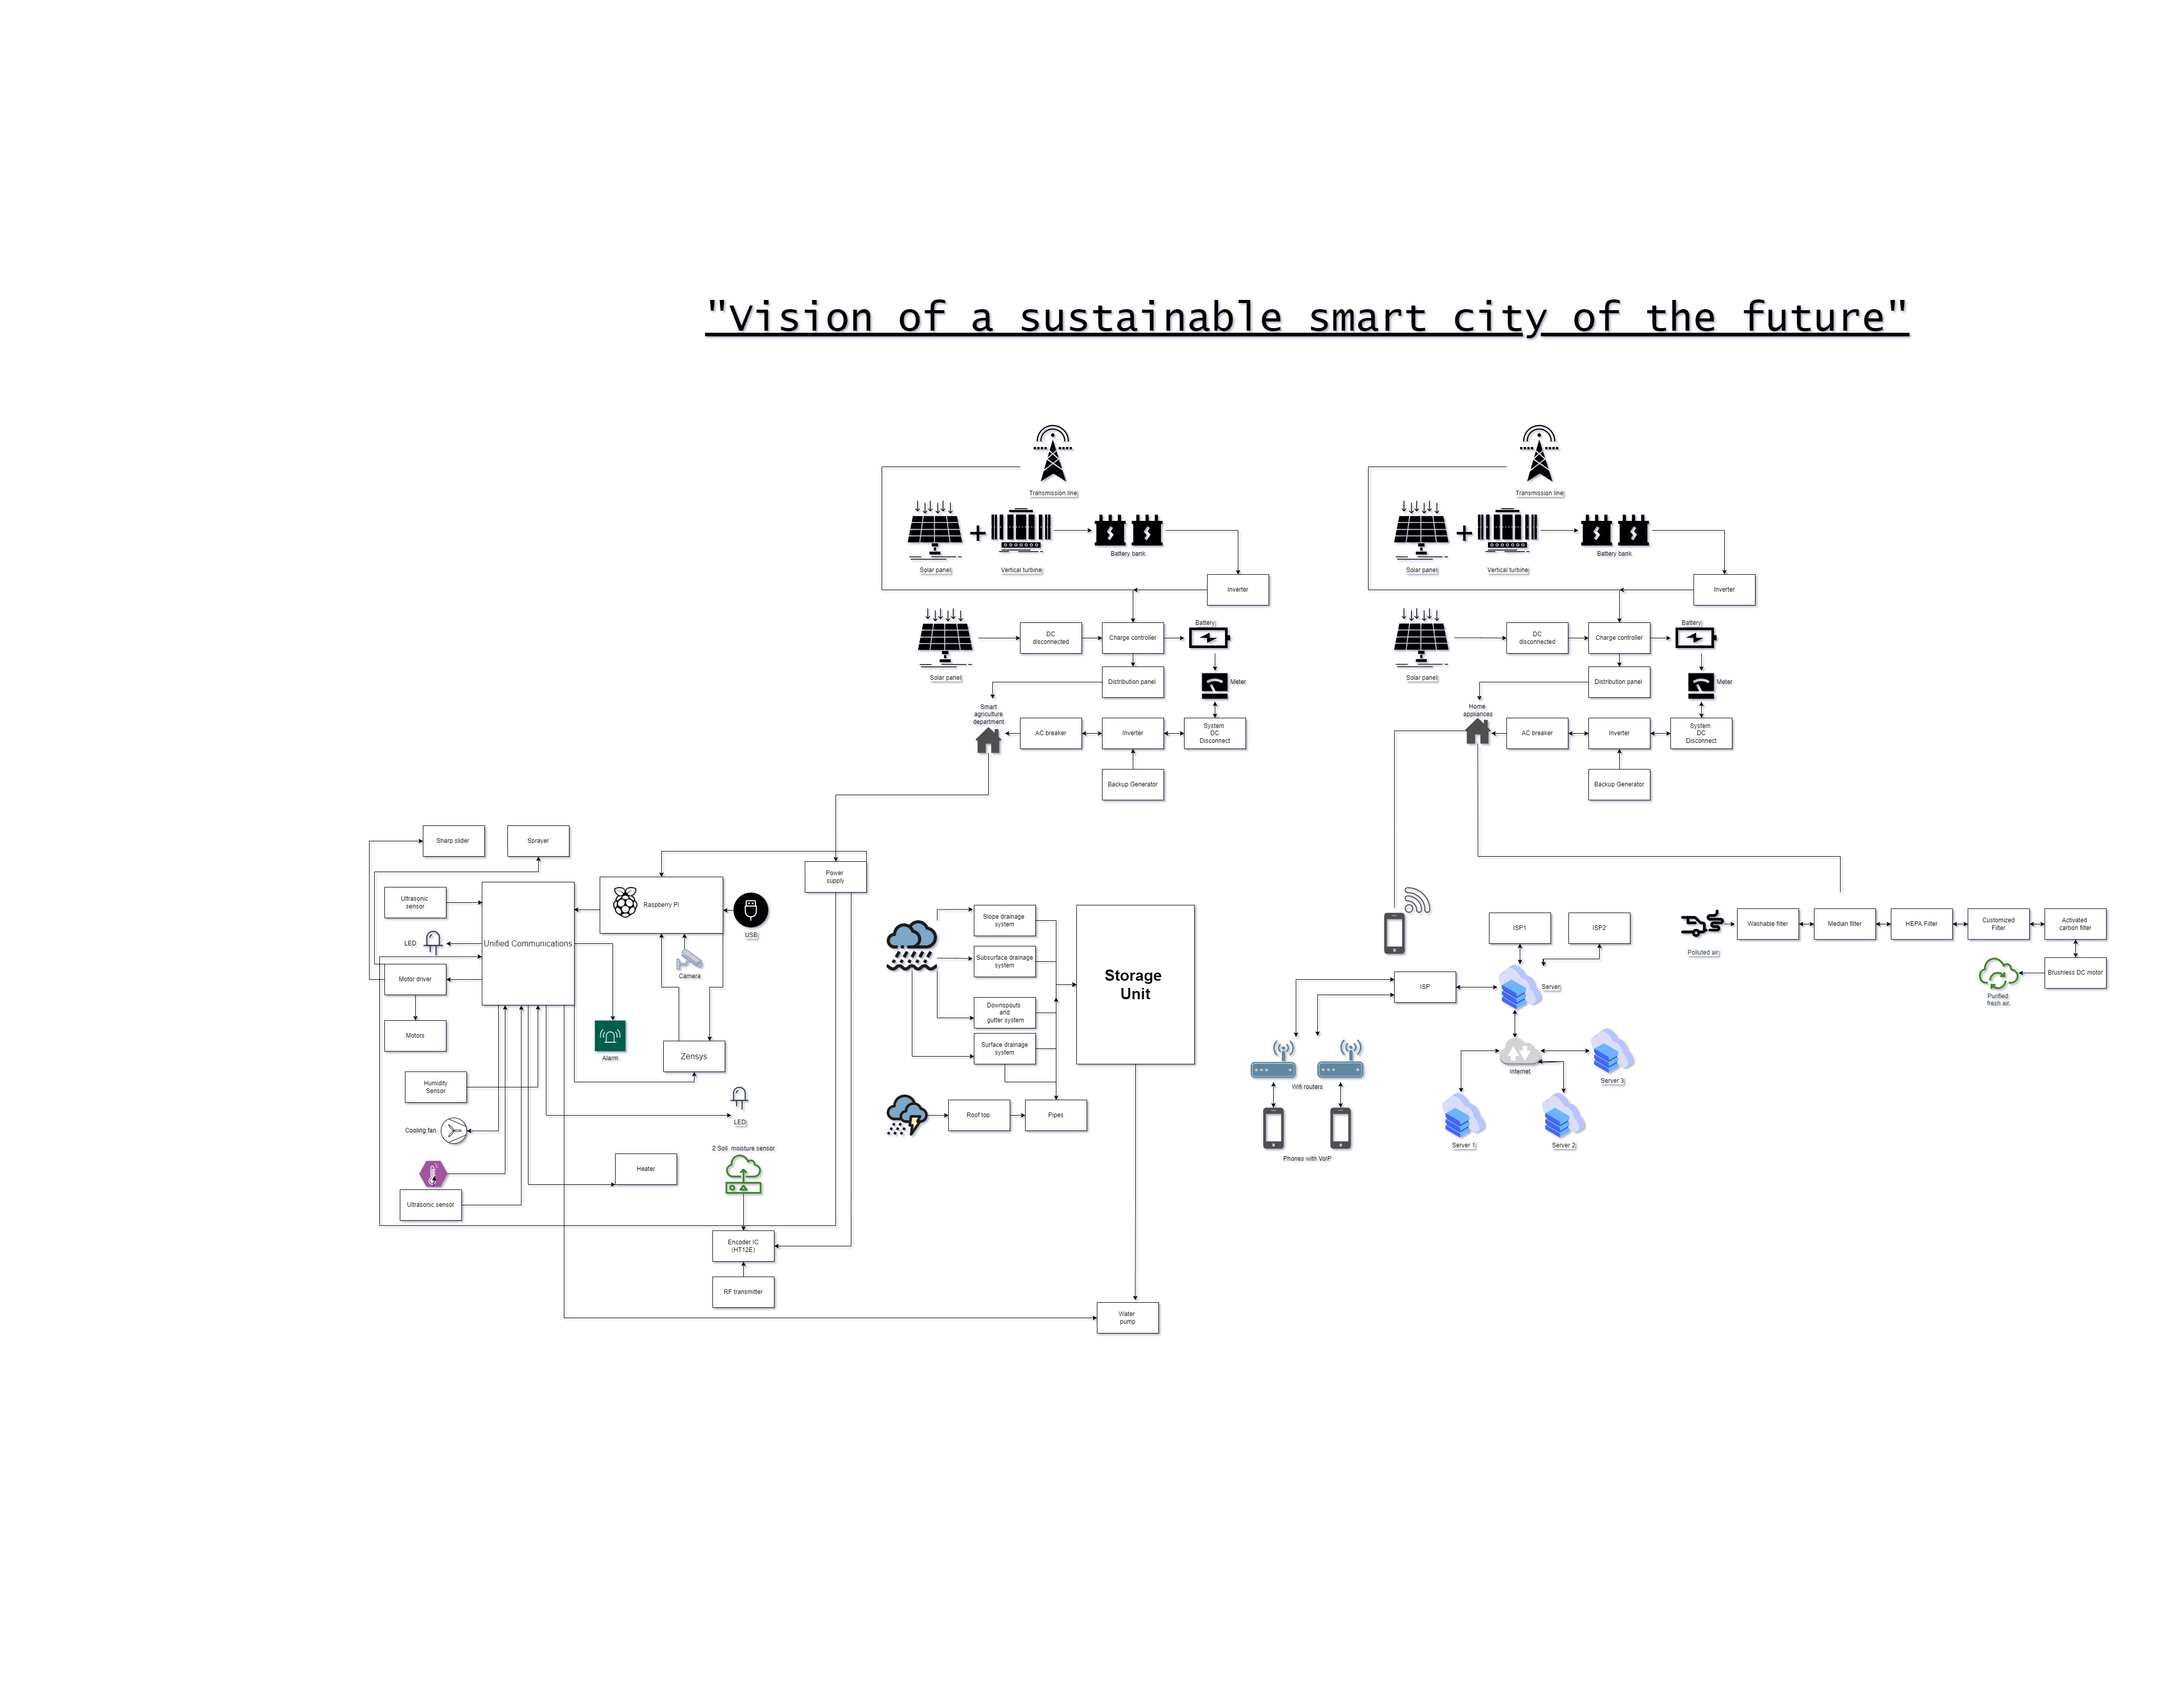 "Vision of a sustainable smart city of the future"
Transmission line
Solar panel
Vertical turbine
Battery bank
Inverter
Solar panel
DC
disconnected
Charge controller
Battery
Distribution panel
Meter
Smart
agriculture
department
AC breaker
Inverter
System
DC
Disconnect
Backup Generator
Transmission line
Solar panel
Vertical turbine
Battery bank
Inverter
Solar panel
DC
disconnected
Charge controller
Battery
Distribution panel
Meter
Home
appliances
AC breaker
Inverter
System
DC
Disconnect
Backup Generator
Sharp slider
Sprayer
Power
supply
Ultrasonic
sensor
Raspberry Pi
USB
LED
Unified Communications
Camera
Motor driver
Motors
Alarm
Zensys
Humidity
Sensor
Cooling fan
LED
2 Soil moisture sensor
Heater
Ultrasonic sensor
Encoder IC
(HT12E)
RF transmitter
Slope drainage
system
Subsurface drainage
system
Downspouts
and
gutter system
Surface drainage
system
Roof top
Pipes
Storage
Unit
Water
pump
ISP1
ISP2
ISP
Server
Internet
Wifi routers
Phones with VoIP
Server 3
Server 1
Server 2
Polluted air
Washable filter
Median filter
HEPA Filter
Customized
Filter
Activated
carbon filter
Brushless DC motor
Purified
fresh air